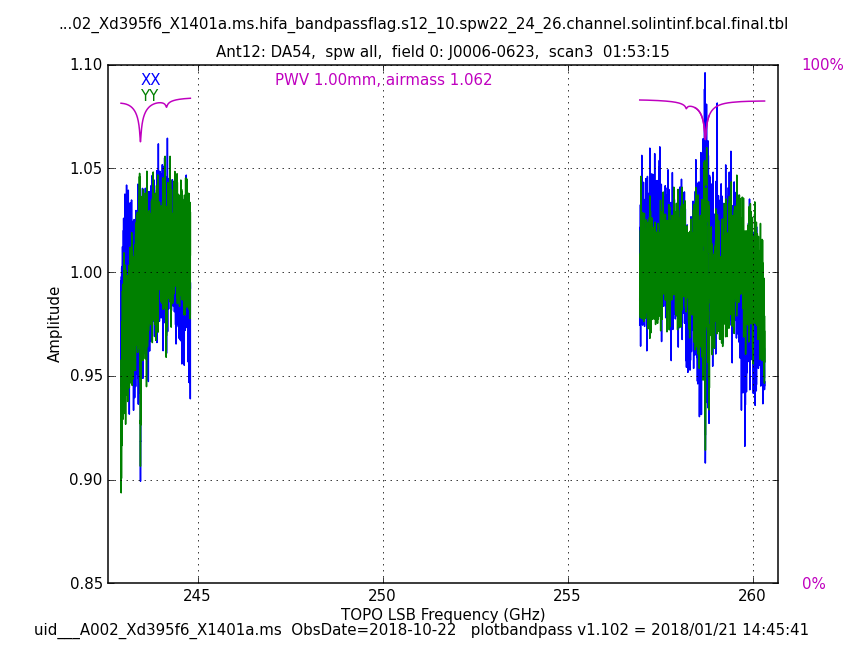 ...02_Xd395f6_X1401a.ms.hifa_bandpassflag.s12_10.spw22_24_26.channel.solintinf.bcal.final.tbl
Ant12: DA54,  spw all,  field 0: J0006-0623,  scan3  01:53:15
1.10
XX
PWV 1.00mm, airmass 1.062
100%
YY
1.05
1.00
Amplitude
0.95
0.90
0.85
0%
245
250
255
260
TOPO LSB Frequency (GHz)
uid___A002_Xd395f6_X1401a.ms  ObsDate=2018-10-22   plotbandpass v1.102 = 2018/01/21 14:45:41